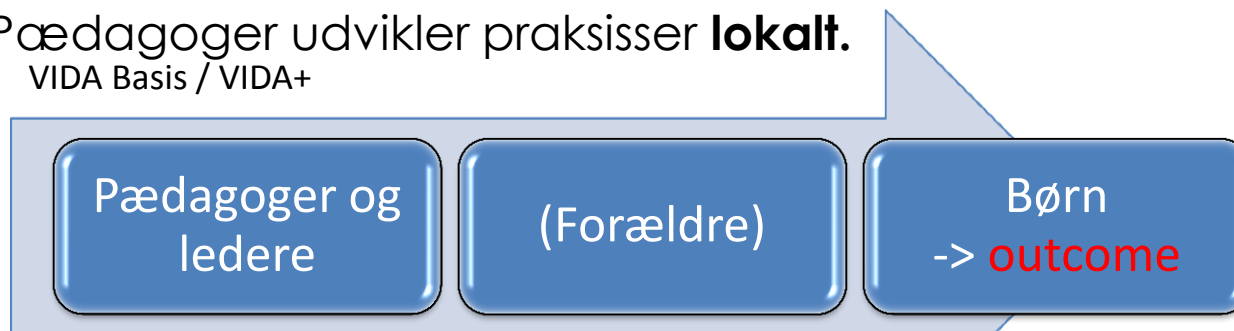 Pædagoger udvikler praksisser lokalt.
VIDA Basis / VIDA+
Pædagoger og
ledere
(Forældre)
Børn
-> outcome